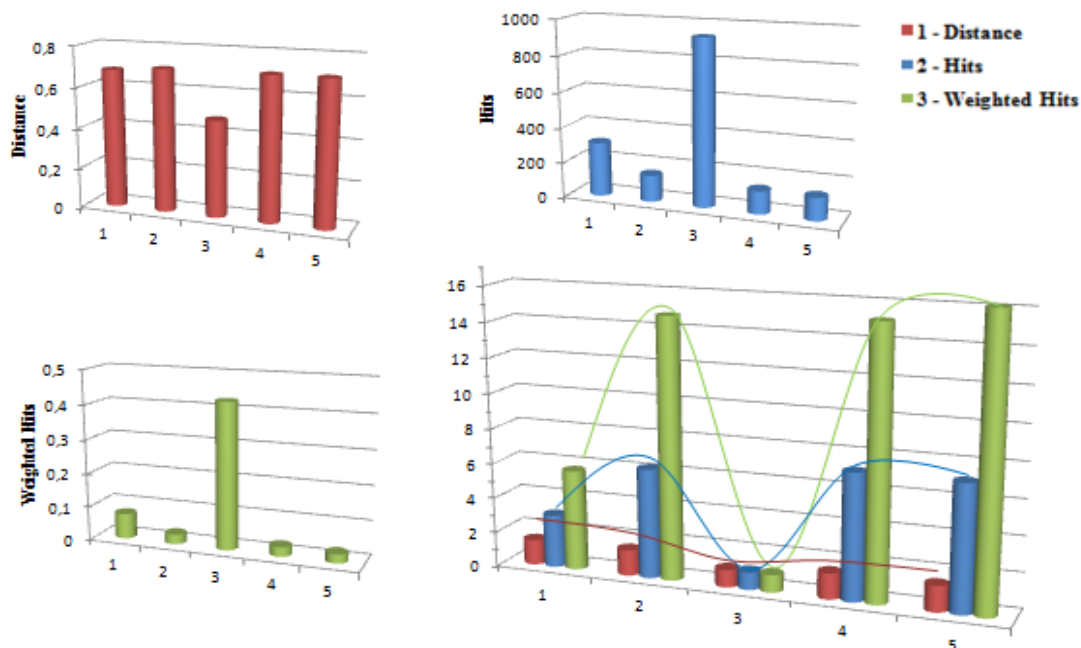 Distance
0,8
0,6
0,4
0,2
0
1 2 3 4 5
Hits
1000
800
600
400
200
0
1 2 3 4 5
1 - Distance
2 - Hits
3 - Weighted Hits
Weighted Hits
0,5
0,4
0,3
0,2
0,1
0
1 2 3 4 5
16
14
12
10
8
6
4
2
0
1 2 3 4 5